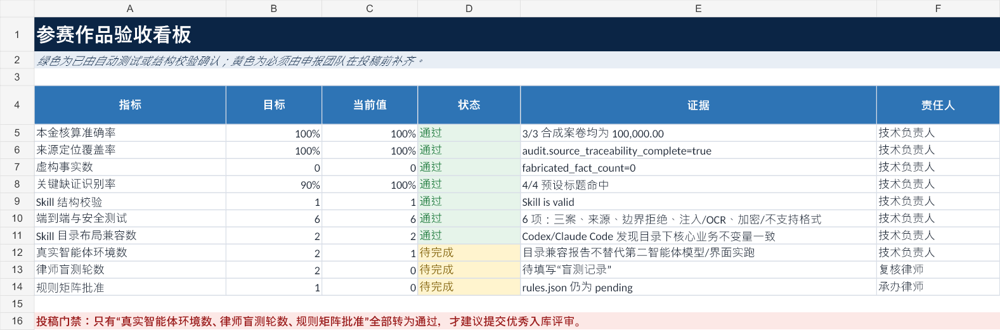 A B C D E F
1 参赛作品验收看板
2 绿色为已由自动测试或结构校验确认；黄色为必须由申报团队在投稿前补齐。
3
4 指标 目标 当前值 状态 证据 责任人
5 本金核算准确率 100% 100% 通过 3/3 合成案卷均为 100,000.00 技术负责人
6 来源定位覆盖率 100% 100% 通过 audit.source_traceability_complete=true 技术负责人
7 虚构事实数 0 0 通过 fabricated_fact_count=0 技术负责人
8 关键缺证识别率 90% 100% 通过 4/4 预设标题命中 技术负责人
9 Skill 结构校验 1 1 通过 Skill is valid 技术负责人
10 端到端与安全测试 6 6 通过 6 项：三案、来源、边界拒绝、注入/OCR、加密/不支持格式 技术负责人
11 Skill 目录布局兼容数 2 2 通过 Codex/Claude Code 发现目录下核心业务不变量一致 技术负责人
12 真实智能体环境数 2 1 待完成 目录兼容报告不替代第二智能体模型/界面实跑 技术负责人
13 律师盲测轮数 2 0 待完成 待填写“盲测记录” 复核律师
14 规则矩阵批准 1 0 待完成 rules.json 仍为 pending 承办律师
15
16 投稿门禁：只有“真实智能体环境数、律师盲测轮数、规则矩阵批准”全部转为通过，才建议提交优秀入库评审。